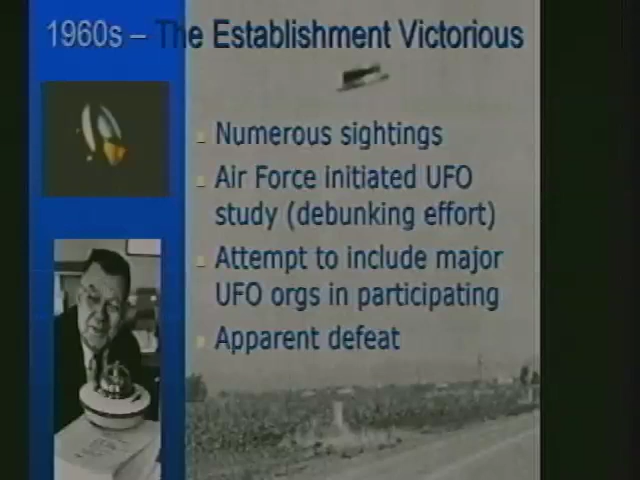 1960s – The Establishment Victorious
Numerous sightings
Air Force initiated UFO
study (debunking effort)
Attempt to include major
UFO orgs in participating
Apparent defeat